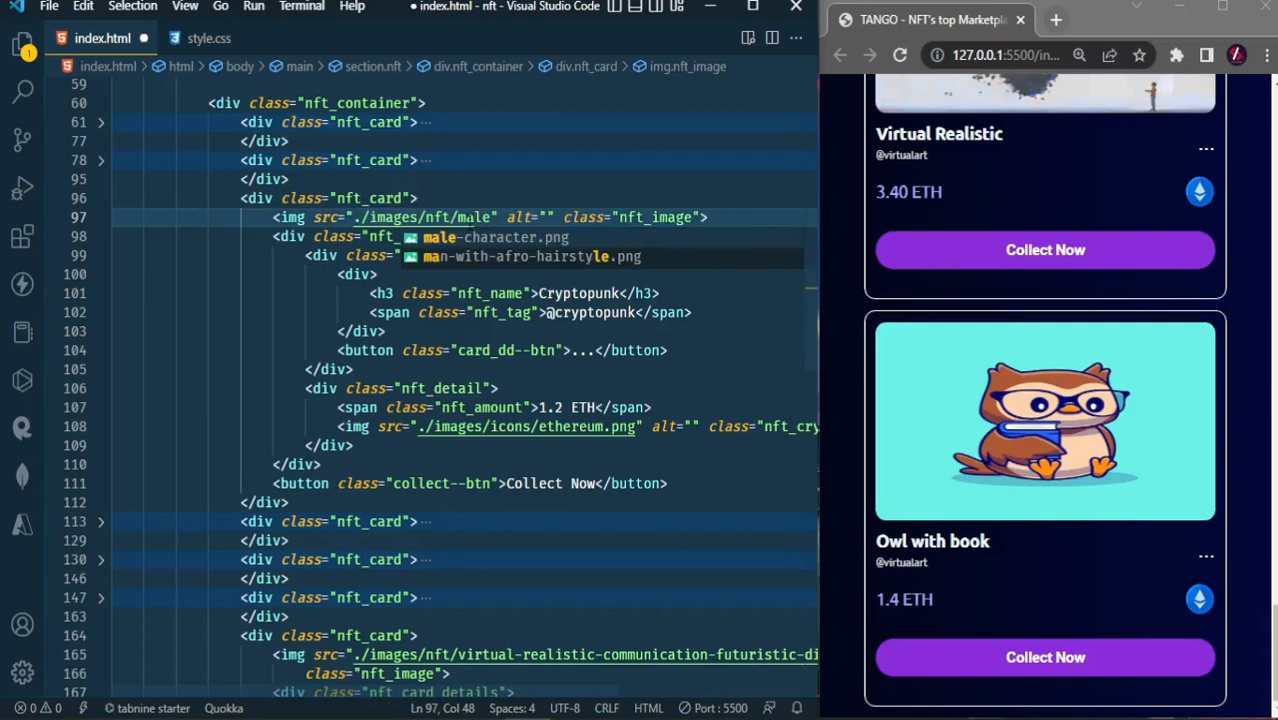 File Edit Selection View Go Run Terminal Help
● index.html - nft - Visual Studio Code
index.html ●
style.css
index.html > html > body > main > section.nft > div.nft_container > div.nft_card > img.nft_image
59
60 <div class="nft_container">
61 > <div class="nft_card"> ...
77 </div>
78 > <div class="nft_card"> ...
95 </div>
96 <div class="nft_card">
97 <img src="./images/nft/male" alt="" class="nft_image">
male-character.png
man-with-afro-hairstyle.png
98 <div class="nft_
99 <div class="
100 <div>
101 <h3 class="nft_name">Cryptopunk</h3>
102 <span class="nft_tag">@cryptopunk</span>
103 </div>
104 <button class="card_dd--btn">...</button>
105 </div>
106 <div class="nft_detail">
107 <span class="nft_amount">1.2 ETH</span>
108 <img src="./images/icons/ethereum.png" alt="" class="nft_cry
109 </div>
110 </div>
111 <button class="collect--btn">Collect Now</button>
112 </div>
113 > <div class="nft_card"> ...
129 </div>
130 > <div class="nft_card"> ...
146 </div>
147 > <div class="nft_card"> ...
163 </div>
164 <div class="nft_card">
165 <img src="./images/nft/virtual-realistic-communication-futuristic-di
166 class="nft_image">
167 <div class="nft_card_details">
1
0 0 tabnine starter Quokka Ln 97, Col 48 Spaces: 4 UTF-8 CRLF HTML Port : 5500
TANGO - NFT's top Marketpla
127.0.0.1:5500/in...
Virtual Realistic
@virtualart
...
3.40 ETH
Collect Now
Owl with book
@virtualart
...
1.4 ETH
Collect Now